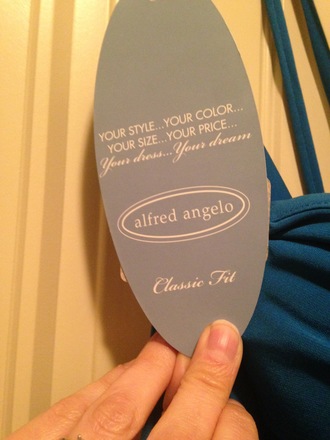 YOUR STYLE...YOUR COLOR...
YOUR SIZE...YOUR PRICE...
Your dress...Your dream
alfred angelo
Classic Fit